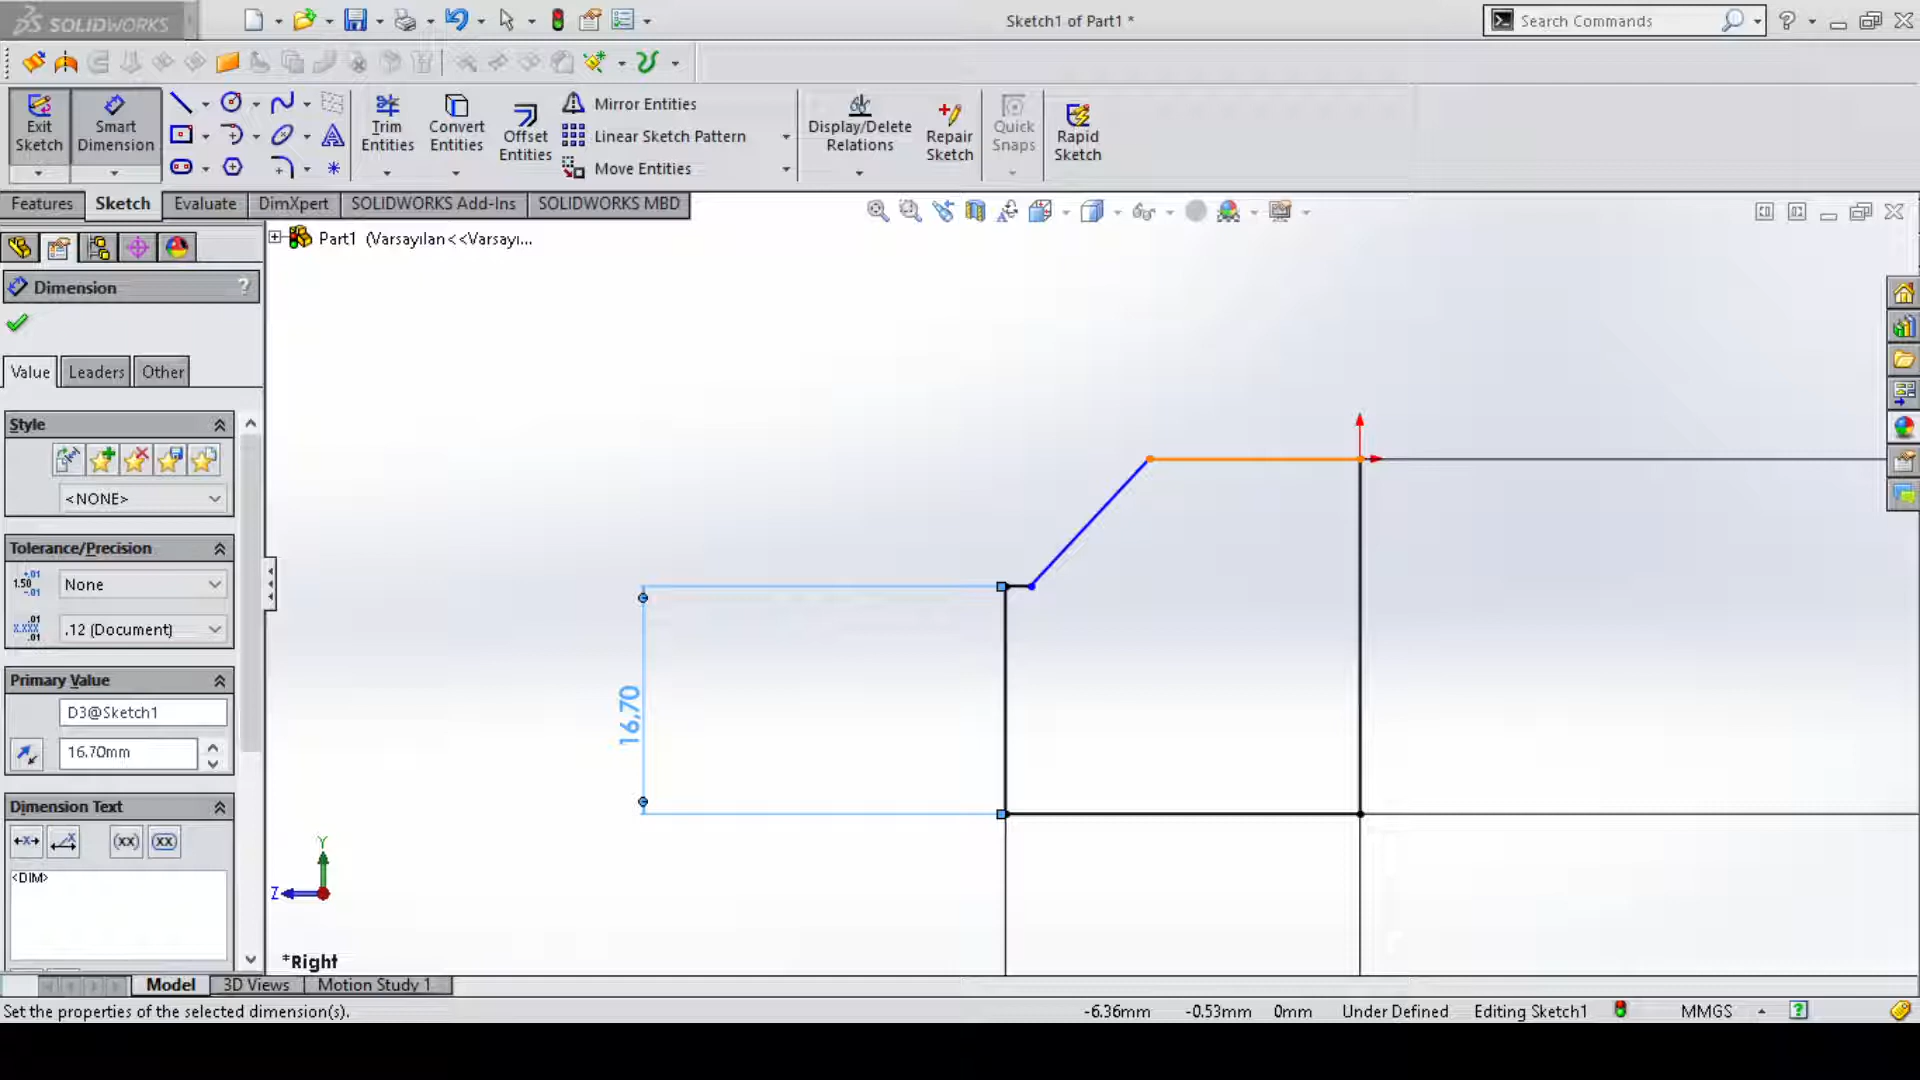 SOLIDWORKS
Sketch1 of Part1 *
Search Commands
Exit Sketch
Smart Dimension
Trim Entities
Convert Entities
Offset Entities
Mirror Entities
Linear Sketch Pattern
Move Entities
Display/Delete Relations
Repair Sketch
Quick Snaps
Rapid Sketch
Features
Sketch
Evaluate
DimXpert
SOLIDWORKS Add-Ins
SOLIDWORKS MBD
Part1 (Varsayılan<<Varsayı...
Dimension
?
Value
Leaders
Other
Style
<NONE>
Tolerance/Precision
None
.12 (Document)
Primary Value
D3@Sketch1
16.70mm
Dimension Text
(xx)
(xx)
<DIM>
16,70
Y
Z
*Right
Model
3D Views
Motion Study 1
Set the properties of the selected dimension(s).
-6.36mm
-0.53mm
0mm
Under Defined
Editing Sketch1
MMGS
?